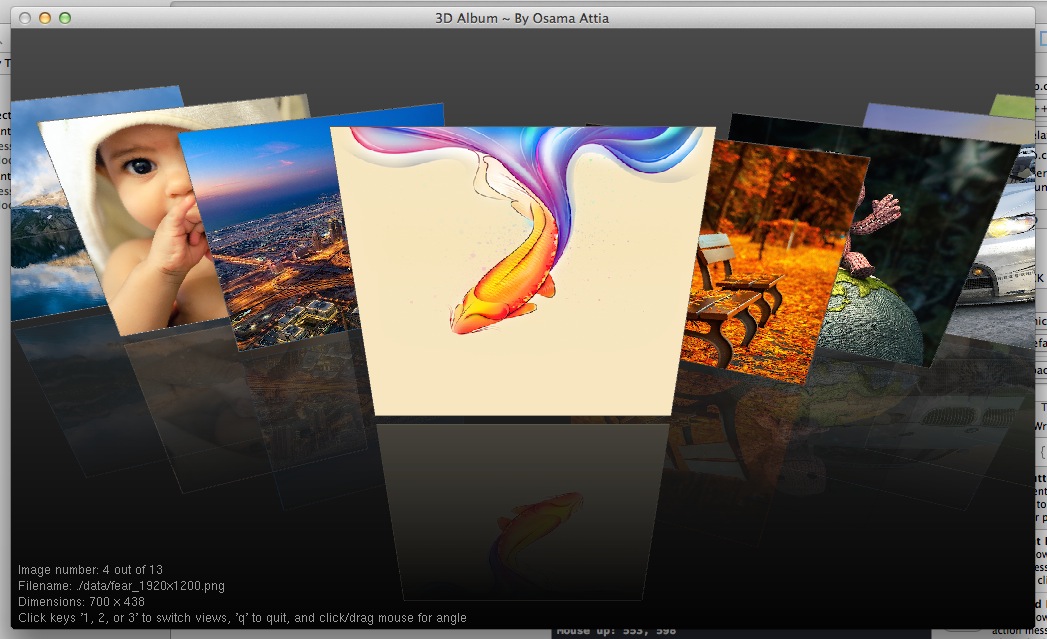 3D Album ~ By Osama Attia
Image number: 4 out of 13
Filename: ./data/fear_1920x1200.png
Dimensions: 700 x 438
Click keys '1, 2, or 3' to switch views, 'q' to quit, and click/drag mouse for angle
Mouse up: 553, 598